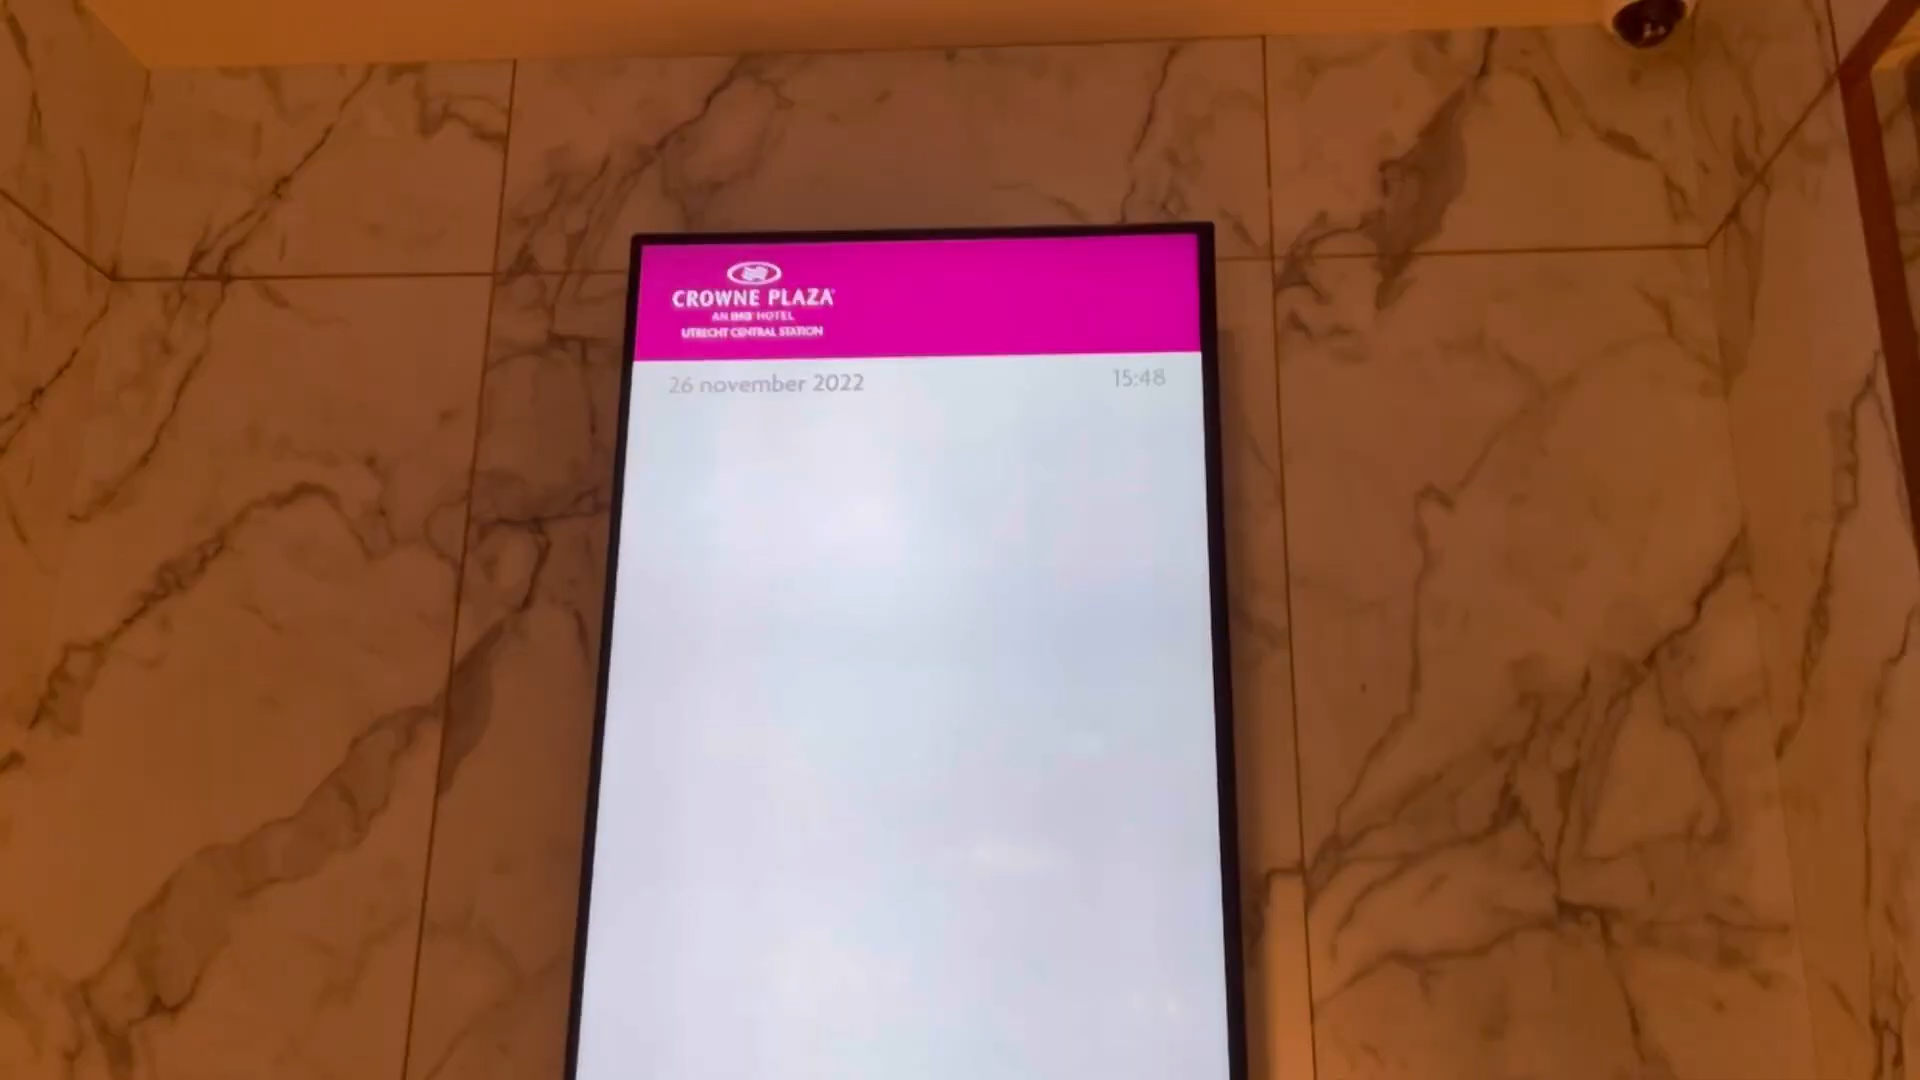 CROWNE PLAZA
AN IHG HOTEL
UTRECHT CENTRAL STATION
26 november 2022 15:48